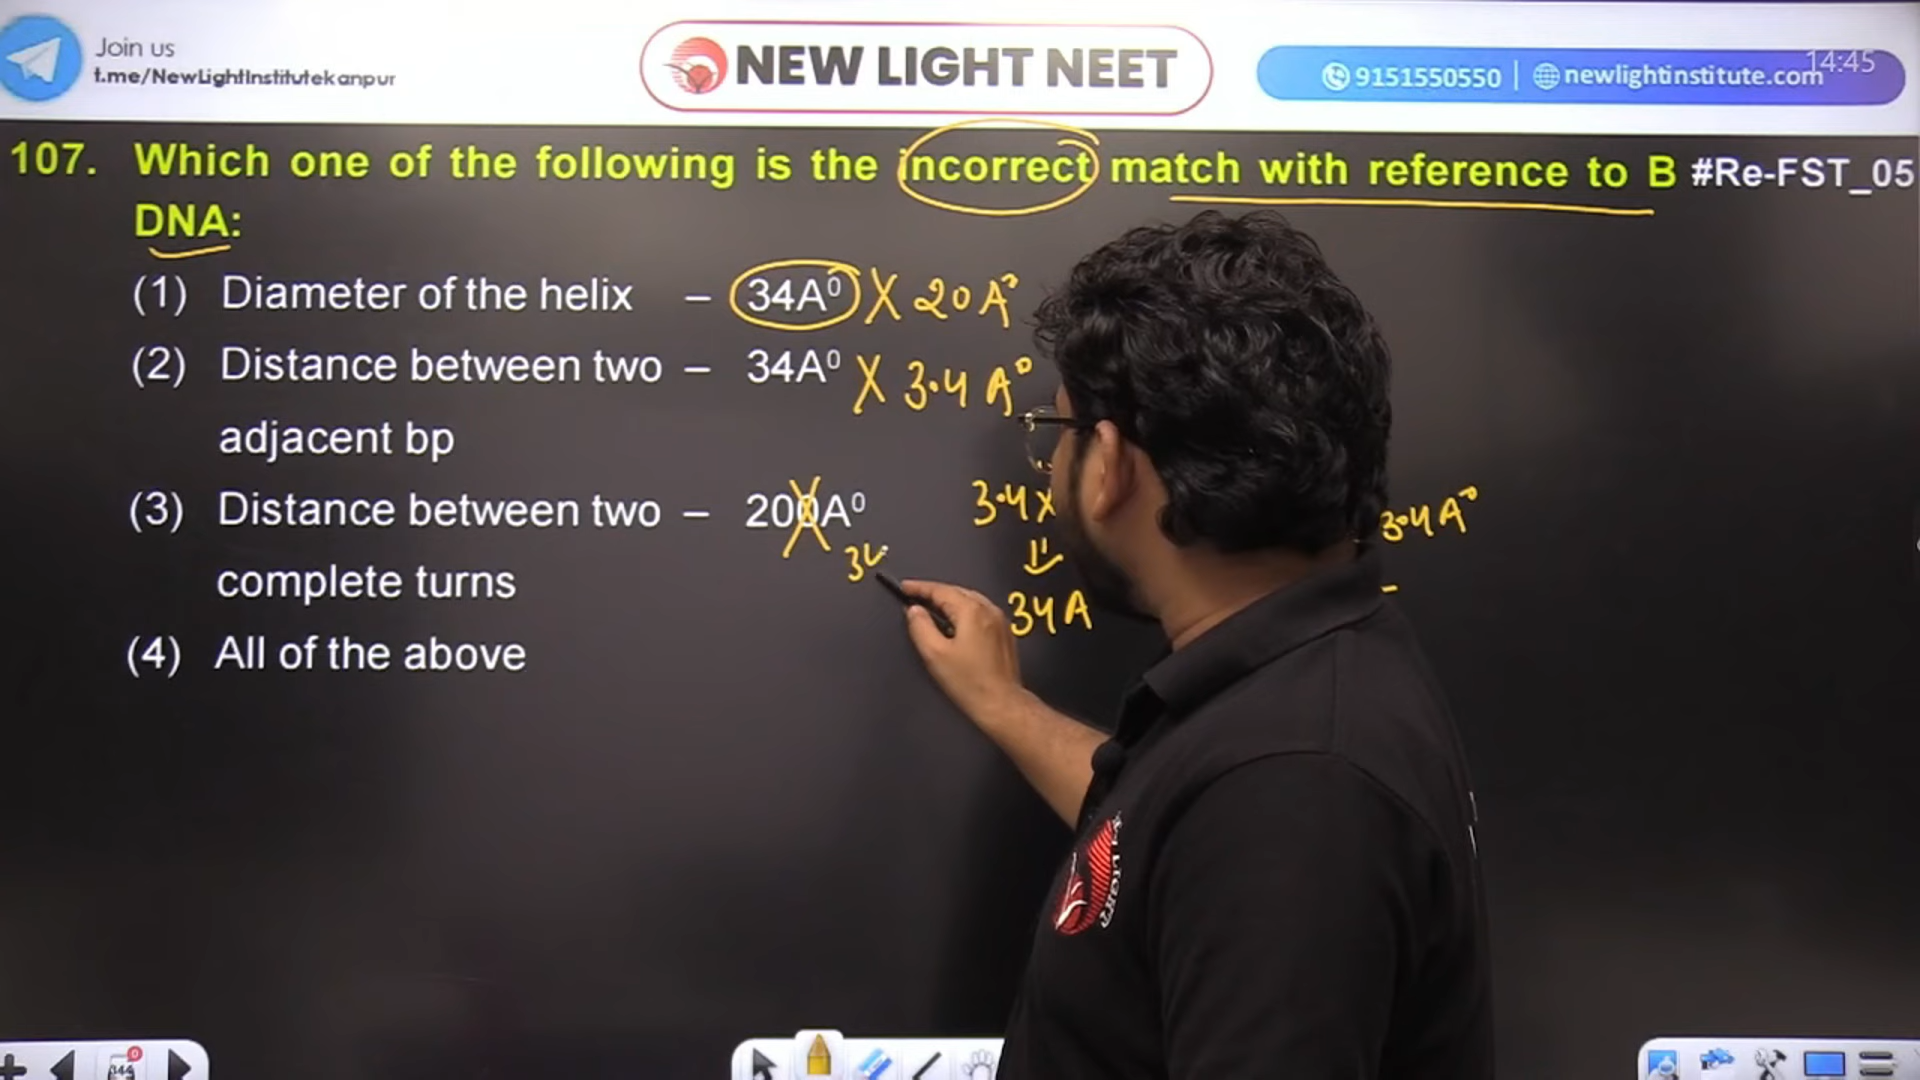 Join us
t.me/NewLightInstitutekanpur
NEW LIGHT NEET
9151550550 | newlightinstitute.com
14:45
107. Which one of the following is the incorrect match with reference to B #Re-FST_05
DNA:
(1) Diameter of the helix – 34A⁰ X 20A°
(2) Distance between two – 34A⁰ X 3.4 A°
adjacent bp
(3) Distance between two – 200A⁰ 3.4 x 3.4A°
complete turns 34 34A
(4) All of the above